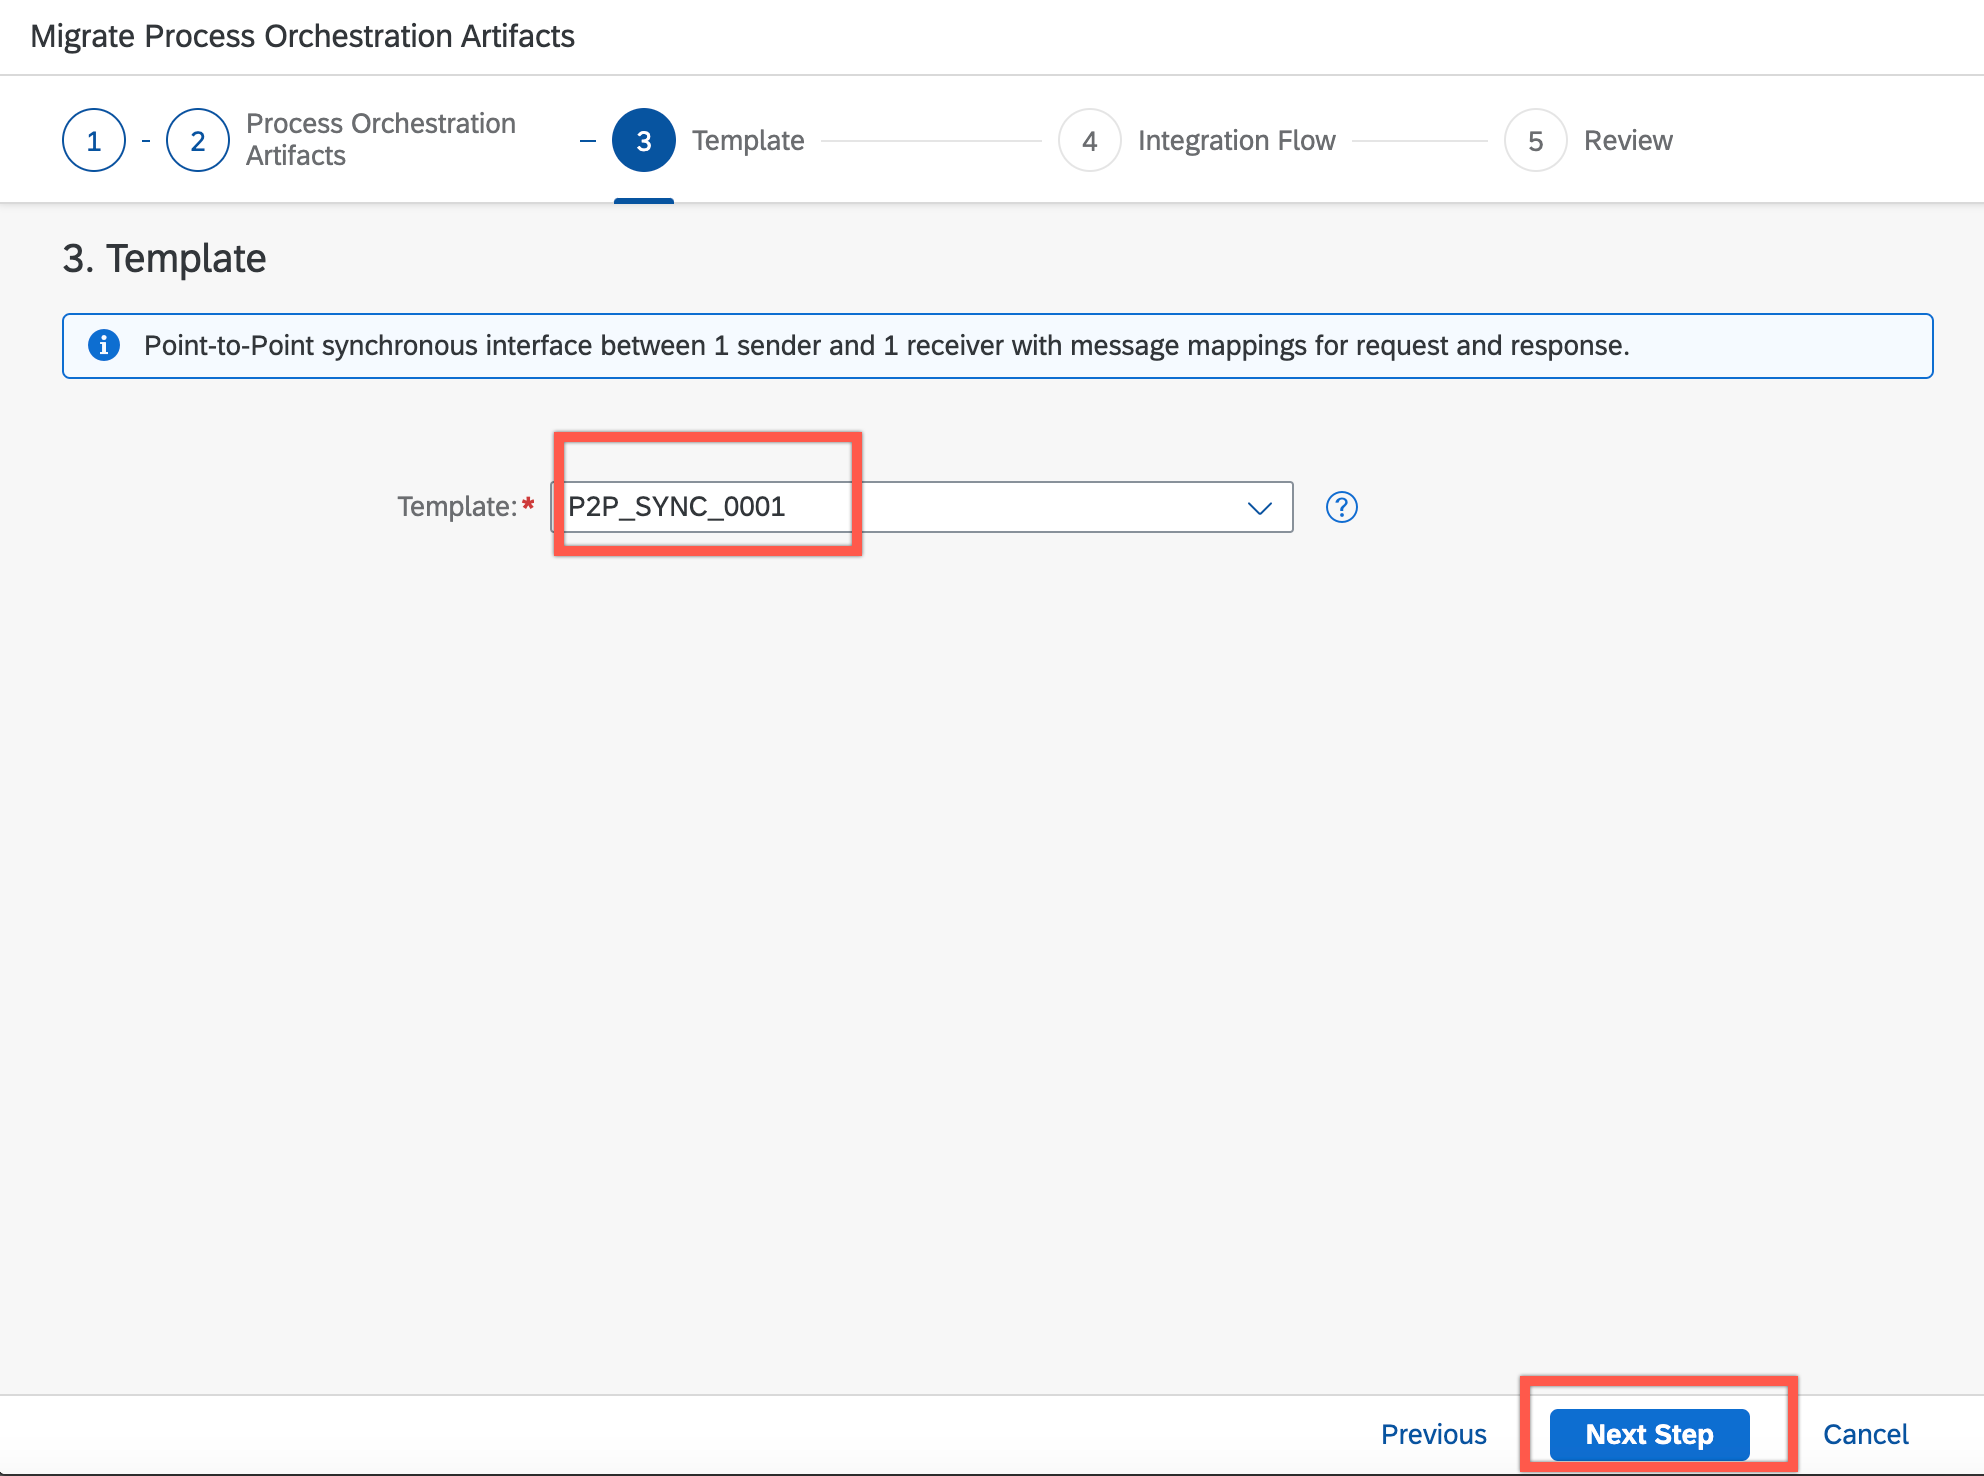 Migrate Process Orchestration Artifacts
1 - 2 Process Orchestration Artifacts – 3 Template 4 Integration Flow 5 Review
3. Template
Point-to-Point synchronous interface between 1 sender and 1 receiver with message mappings for request and response.
Template:* P2P_SYNC_0001
Previous Next Step Cancel